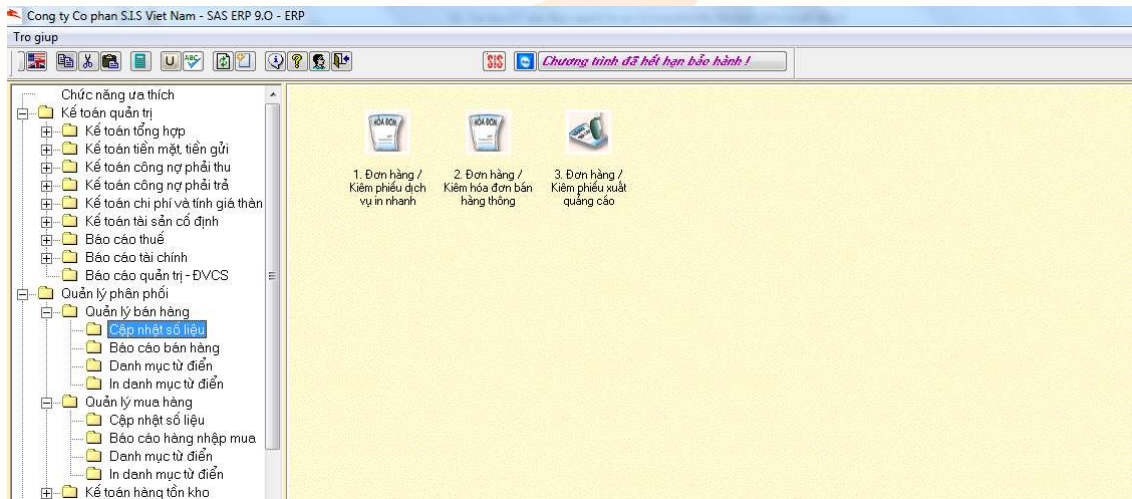 Cong ty Co phan S.I.S Viet Nam - SAS ERP 9.O - ERP
Tro giup
U
ABC
SIS
Chương trình đã hết hạn bảo hành !
Chức năng ưa thích
Kế toán quản trị
Kế toán tổng hợp
Kế toán tiền mặt, tiền gửi
Kế toán công nợ phải thu
Kế toán công nợ phải trả
Kế toán chi phí và tính giá thàn
Kế toán tài sản cố định
Báo cáo thuế
Báo cáo tài chính
Báo cáo quản trị - ĐVCS
Quản lý phân phối
Quản lý bán hàng
Cập nhật số liệu
Báo cáo bán hàng
Danh mục từ điển
In danh mục từ điển
Quản lý mua hàng
Cập nhật số liệu
Báo cáo hàng nhập mua
Danh mục từ điển
In danh mục từ điển
Kế toán hàng tồn kho
HÓA ĐƠN
HÓA ĐƠN
1. Đơn hàng /
Kiêm phiếu dịch
vụ in nhanh
2. Đơn hàng /
Kiêm hóa đơn bán
hàng thông
3. Đơn hàng /
Kiêm phiếu xuất
quảng cáo